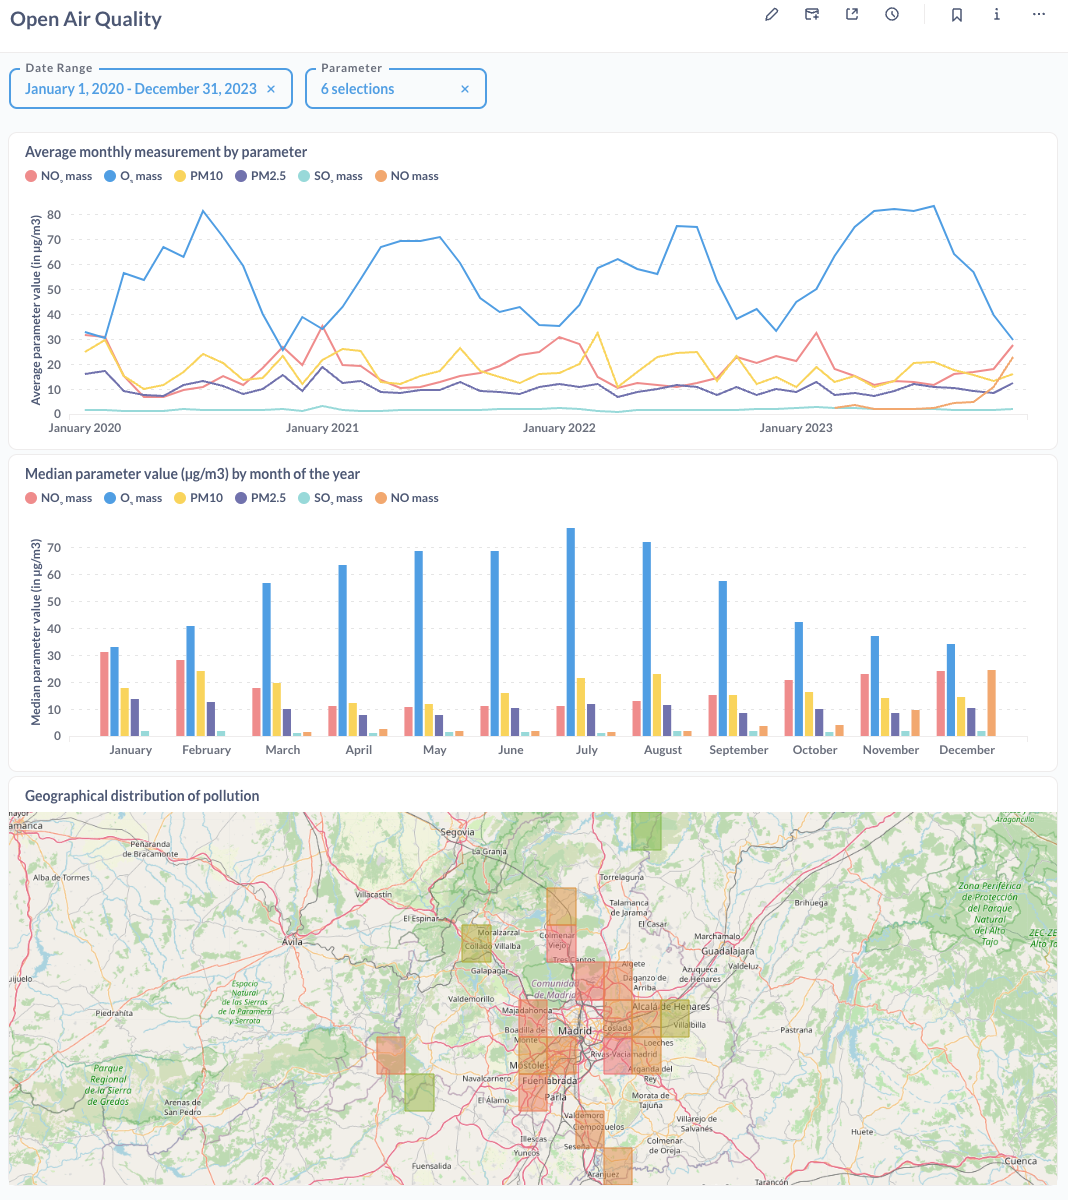 Open Air Quality
Date Range
January 1, 2020 - December 31, 2023 ×
Parameter
6 selections ×
Average monthly measurement by parameter
NO₂ mass O₃ mass PM10 PM2.5 SO₂ mass NO mass
Average parameter value (in µg/m3)
80
70
60
50
40
30
20
10
0
January 2020 January 2021 January 2022 January 2023
Median parameter value (µg/m3) by month of the year
NO₂ mass O₃ mass PM10 PM2.5 SO₂ mass NO mass
Median parameter value (in µg/m3)
70
60
50
40
30
20
10
0
January February March April May June July August September October November December
Geographical distribution of pollution
mayor
amanca
Peñaranda
de Bracamonte
Alba de Tormes
Segovia
La Granja
Villacastín
El Espinar
Ávila
Torrelaguna
Talamanca
de Jarama
El Casar
Brihuega
Aragoncillo
Zona Periférica
de Protección
del Parque
Natural
del Alto
Tajo
ZEC-ZE
Alto Ta
Moralzarzal
Collado Villalba
Galapagar
Colmenar
Viejo
Tres Cantos
Marchamalo
Guadalajara
Valdeluz
Azuqueca
de Henares
Algete
Daganzo de
Arriba
uijuelo
Piedrahíta
Espacio
Natural
de las Sierras
de la Paramera
y Serrota
Valdemorillo
Comunidad
de Madrid
Majadahonda
Boadilla del
Monte
Madrid
Coslada
Alcalá de Henares
Villalbilla
Pastrana
Loeches
Rivas-Vaciamadrid
Arganda del
Rey
Móstoles
Fuenlabrada
Navalcarnero
El Álamo
Parla
Parque
Regional
de la Sierra
de Gredos
Arenas de
San Pedro
Morata de
Tajuña
Valdemoro
Ciempozuelos
Villarejo de
Salvanés
Huete
Illescas
Yuncos
Seseña
Colmenar
de Oreja
Fuensalida
Aranjuez
Tarancón
Cuenca